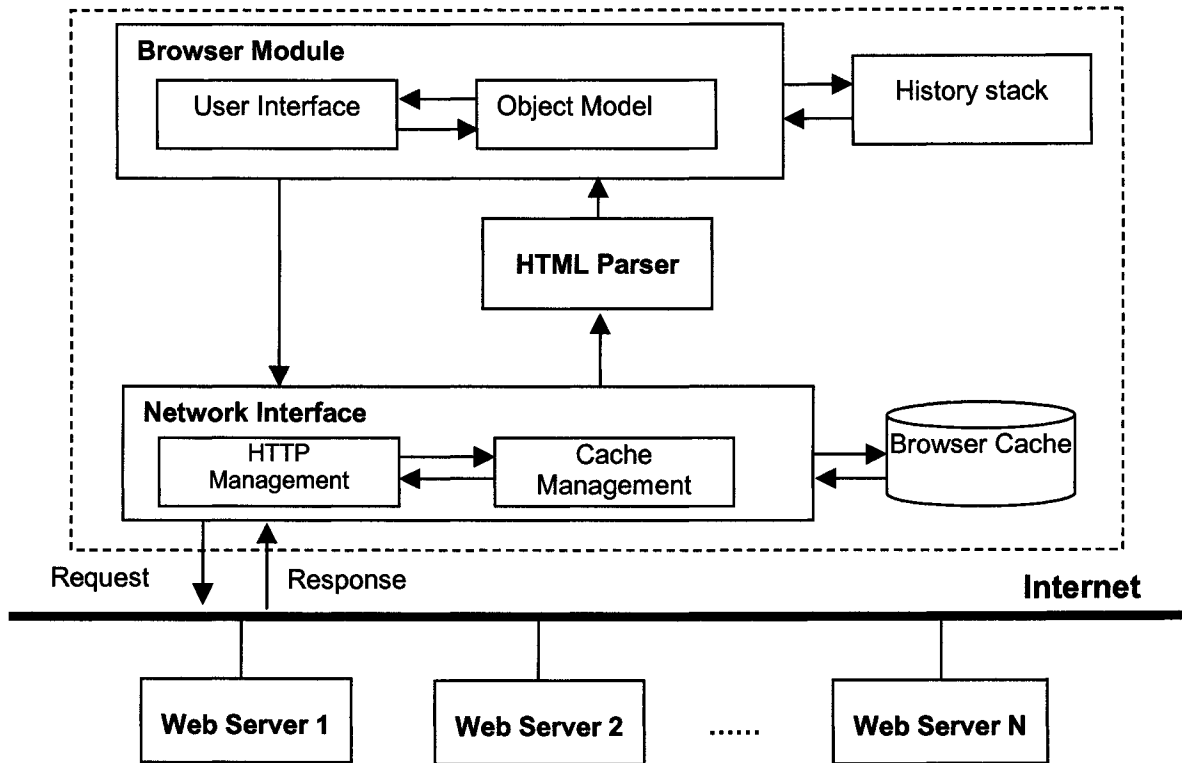 Browser Module
User Interface
Object Model
History stack
HTML Parser
Network Interface
HTTP
Management
Cache
Management
Browser Cache
Request
Response
Internet
Web Server 1
Web Server 2
......
Web Server N